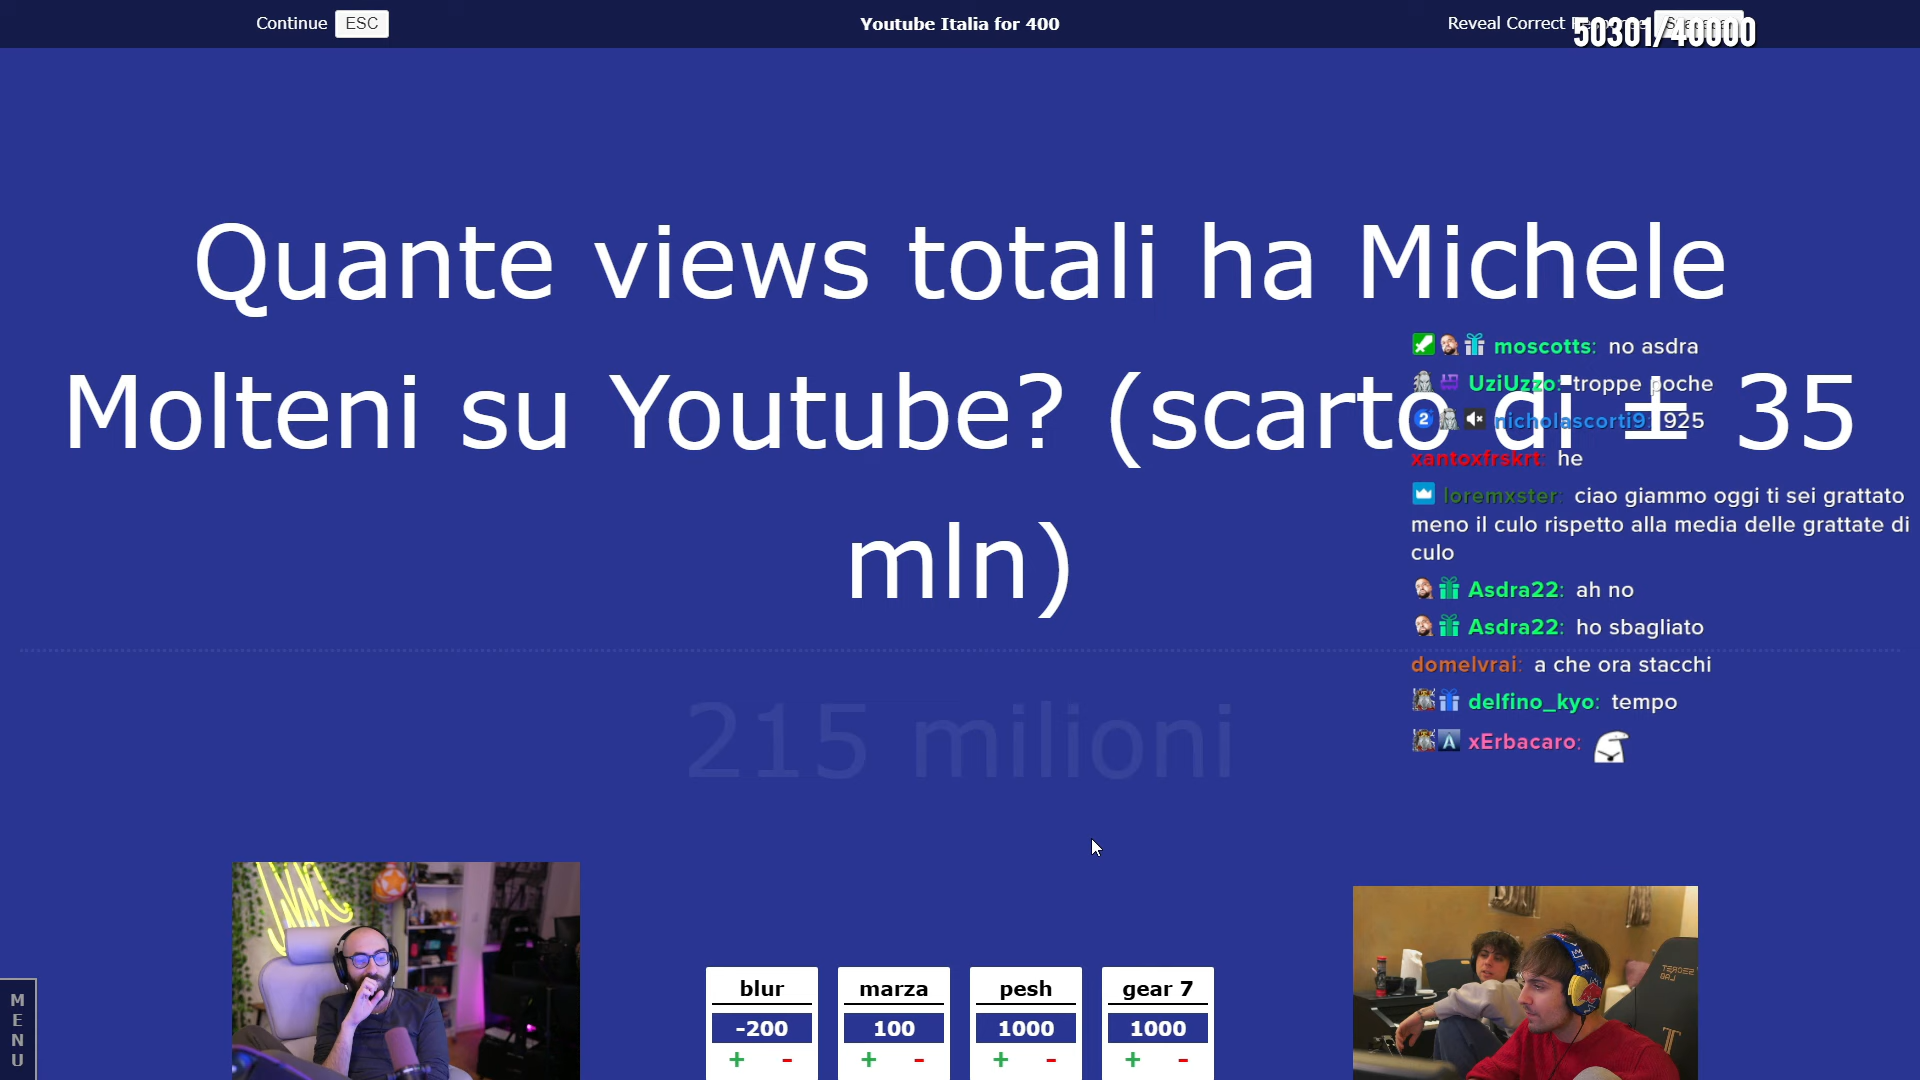 Continue ESC
Youtube Italia for 400
Reveal Correct
50301/40000
Quante views totali ha Michele
Molteni su Youtube? (scarto di ± 35
mln)
215 milioni
moscotts: no asdra
UziUzzo: troppe poche
nicholascorti9: 925
xantoxfrskrt: he
loremxster: ciao giammo oggi ti sei grattato
meno il culo rispetto alla media delle grattate di
culo
Asdra22: ah no
Asdra22: ho sbagliato
domelvrai: a che ora stacchi
delfino_kyo: tempo
xErbacaro:
MENU
blur
-200
+ -
marza
100
+ -
pesh
1000
+ -
gear 7
1000
+ -